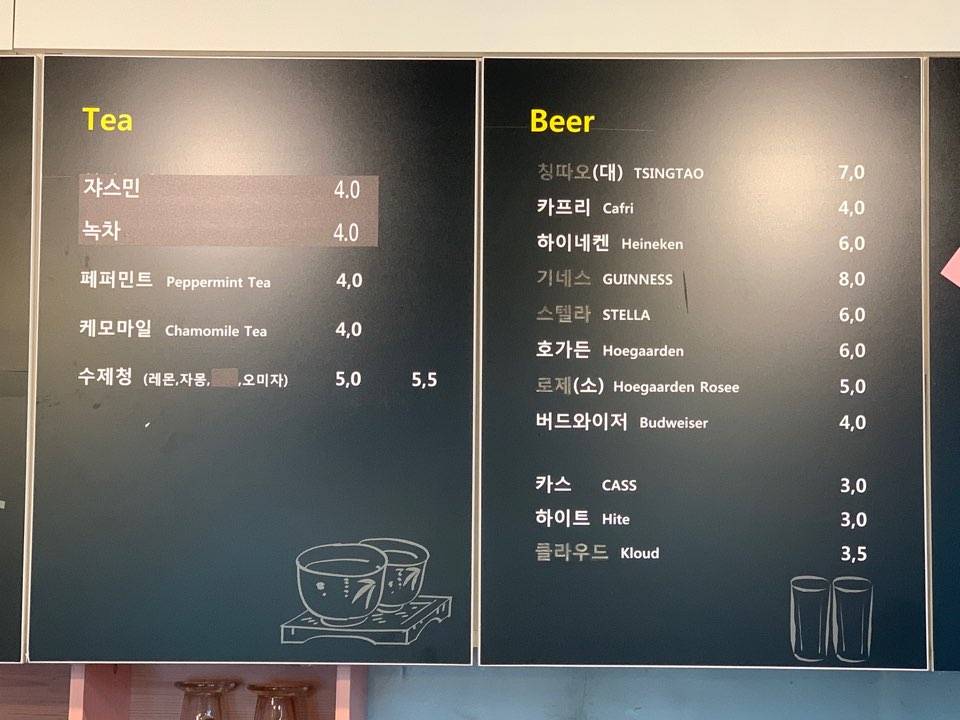 Tea
쟈스민 4.0
녹차 4.0
페퍼민트 Peppermint Tea 4,0
케모마일 Chamomile Tea 4,0
수제청 (레몬,자몽, ,오미자) 5,0 5,5
Beer
칭따오(대) TSINGTAO 7,0
카프리 Cafri 4,0
하이네켄 Heineken 6,0
기네스 GUINNESS 8,0
스텔라 STELLA 6,0
호가든 Hoegaarden 6,0
로제(소) Hoegaarden Rosee 5,0
버드와이저 Budweiser 4,0
카스 CASS 3,0
하이트 Hite 3,0
클라우드 Kloud 3,5